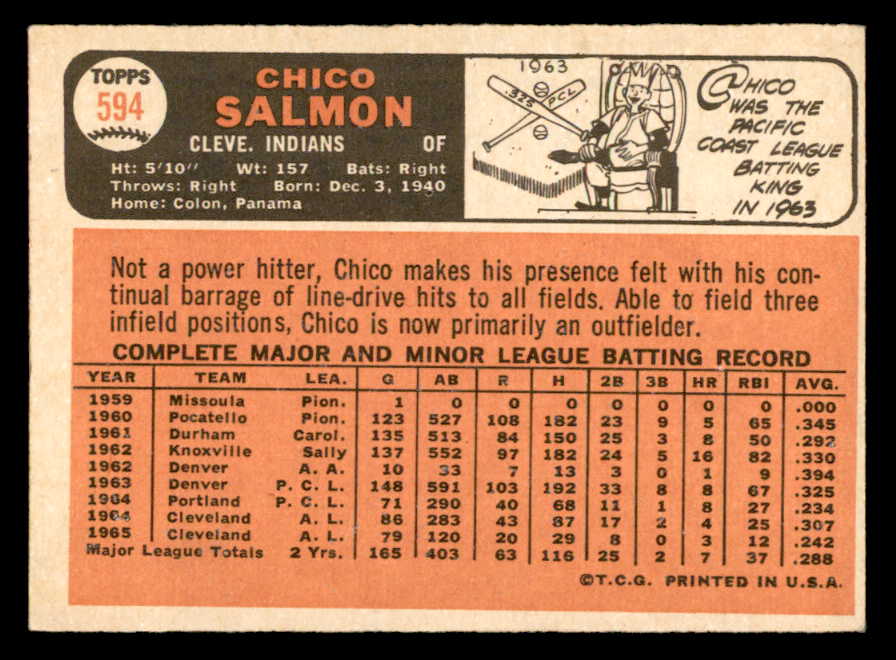 TOPPS
594
CHICO
SALMON
CLEVE. INDIANS OF
Ht: 5'10" Wt: 157 Bats: Right
Throws: Right Born: Dec. 3, 1940
Home: Colon, Panama
1963
.325 PCL
CHICO
WAS THE
PACIFIC
COAST LEAGUE
BATTING
KING
IN 1963
Not a power hitter, Chico makes his presence felt with his con-
tinual barrage of line-drive hits to all fields. Able to field three
infield positions, Chico is now primarily an outfielder.
COMPLETE MAJOR AND MINOR LEAGUE BATTING RECORD
YEAR TEAM LEA. G AB R H 2B 3B HR RBI AVG.
1959 Missoula Pion. 1 0 0 0 0 0 0 0 .000
1960 Pocatello Pion. 123 527 108 182 23 9 5 65 .345
1961 Durham Carol. 135 513 84 150 25 3 8 50 .292
1962 Knoxville Sally 137 552 97 182 24 5 16 82 .330
1962 Denver A. A. 10 33 7 13 3 0 1 9 .394
1963 Denver P. C. L. 148 591 103 192 33 8 8 67 .325
1964 Portland P. C. L. 71 290 40 68 11 1 8 27 .234
1964 Cleveland A. L. 86 283 43 87 17 2 4 25 .307
1965 Cleveland A. L. 79 120 20 29 8 0 3 12 .242
Major League Totals 2 Yrs. 165 403 63 116 25 2 7 37 .288
©T.C.G. PRINTED IN U.S.A.